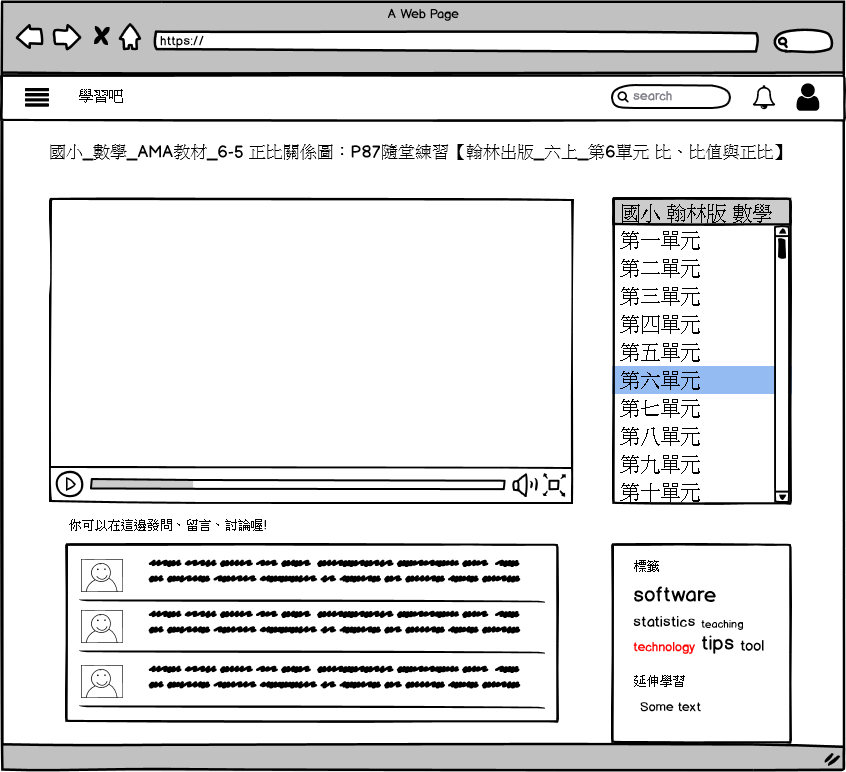 A Web Page
https://
學習吧
search
國小_數學_AMA教材_6-5 正比關係圖：P87隨堂練習【翰林出版_六上_第6單元 比、比值與正比】
國小 翰林版 數學
第一單元
第二單元
第三單元
第四單元
第五單元
第六單元
第七單元
第八單元
第九單元
第十單元
你可以在這邊發問、留言、討論喔!
標籤
software
statistics teaching
technology tips tool
延伸學習
Some text